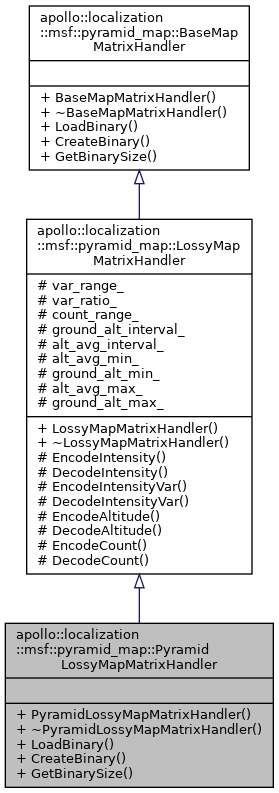 apollo::localization
::msf::pyramid_map::BaseMap
MatrixHandler
+ BaseMapMatrixHandler()
+ ~BaseMapMatrixHandler()
+ LoadBinary()
+ CreateBinary()
+ GetBinarySize()
apollo::localization
::msf::pyramid_map::LossyMap
MatrixHandler
# var_range_
# var_ratio_
# count_range_
# ground_alt_interval_
# alt_avg_interval_
# alt_avg_min_
# ground_alt_min_
# alt_avg_max_
# ground_alt_max_
+ LossyMapMatrixHandler()
+ ~LossyMapMatrixHandler()
# EncodeIntensity()
# DecodeIntensity()
# EncodeIntensityVar()
# DecodeIntensityVar()
# EncodeAltitude()
# DecodeAltitude()
# EncodeCount()
# DecodeCount()
apollo::localization
::msf::pyramid_map::Pyramid
LossyMapMatrixHandler
+ PyramidLossyMapMatrixHandler()
+ ~PyramidLossyMapMatrixHandler()
+ LoadBinary()
+ CreateBinary()
+ GetBinarySize()